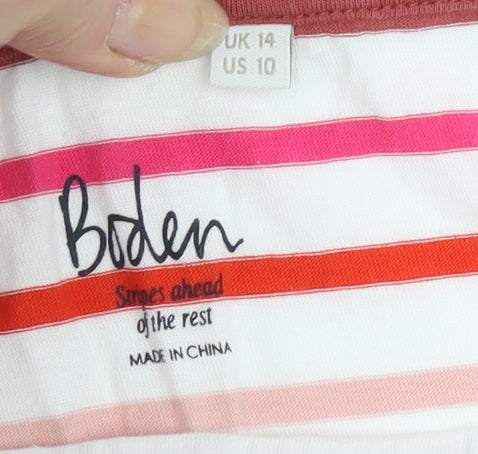 UK 14
US 10
Boden
Stripes ahead
of the rest
MADE IN CHINA